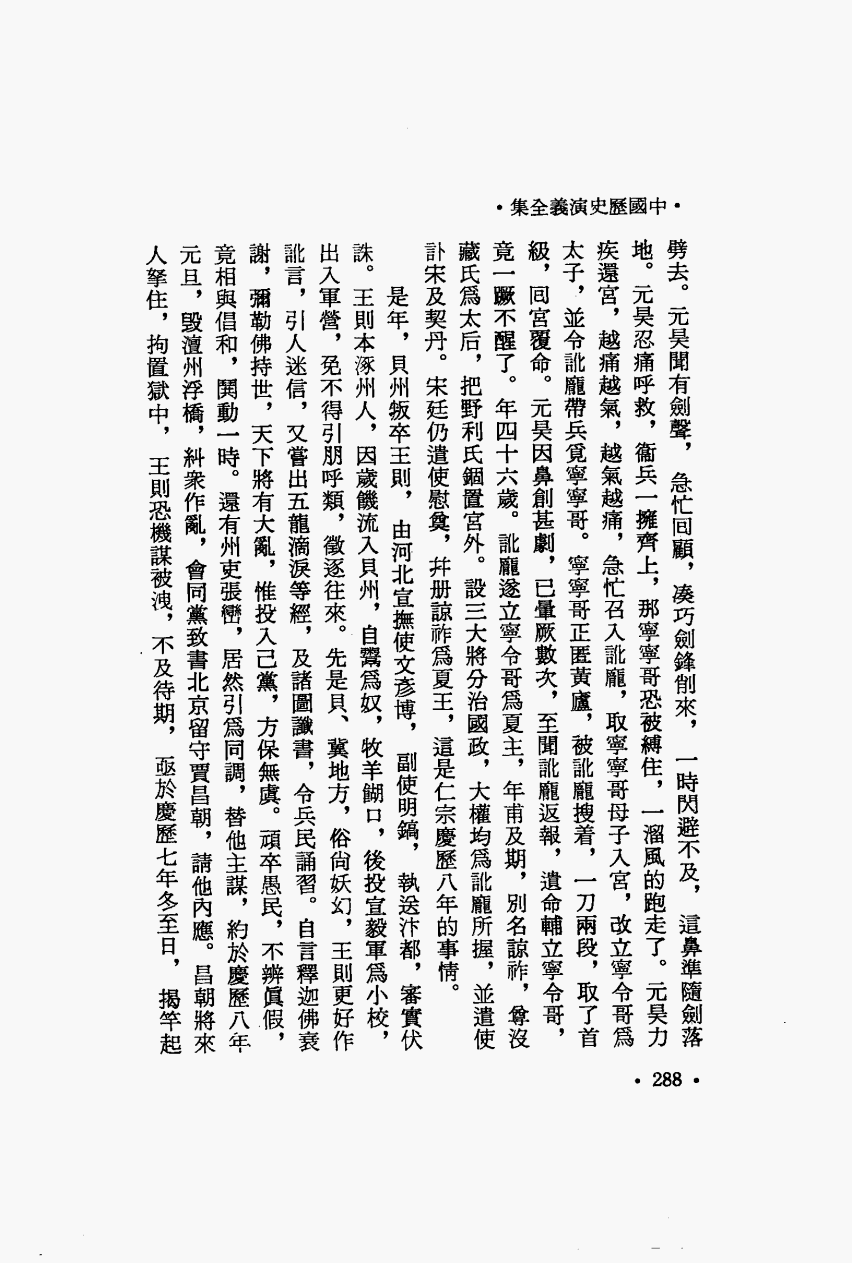 •中國歷史演義全集•
劈去。元昊聞有劍聲，急忙囘顧，凑巧劍鋒削來，一時閃避不及，這鼻準隨劍落
地。元昊忍痛呼救，衞兵一擁齊上，那寧寧哥恐被縛住，一溜風的跑走了。元昊力
疾還宮，越痛越氣，越氣越痛，急忙召入訛龐，取寧寧哥母子入宮，改立寧令哥爲
太子，並令訛龐帶兵覓寧寧哥。寧寧哥正匿黃廬，被訛龐搜着，一刀兩段，取了首
級，囘宮覆命。元昊因鼻創甚劇，已暈厥數次，至聞訛龐返報，遺命輔立寧令哥，
竟一蹶不醒了。年四十六歲。訛龐遂立寧令哥爲夏主，年甫及期，別名諒祚，尊沒
藏氏爲太后，把野利氏錮置宮外。設三大將分治國政，大權均爲訛龐所握，並遣使
訃宋及契丹。宋廷仍遣使慰奠，幷册諒祚爲夏王，這是仁宗慶歷八年的事情。
是年，貝州叛卒王則，由河北宣撫使文彥博，副使明鎬，執送汴都，審實伏
誅。王則本涿州人，因歲饑流入貝州，自鬻爲奴，牧羊餬口，後投宣毅軍爲小校，
出入軍營，免不得引朋呼類，徵逐往來。先是貝、冀地方，俗尙妖幻，王則更好作
訛言，引人迷信，又嘗出五龍滴淚等經，及諸圖讖書，令兵民誦習。自言釋迦佛衰
謝，彌勒佛持世，天下將有大亂，惟投入己黨，方保無虞。頑卒愚民，不辨眞假，
竟相與倡和，鬨動一時。還有州吏張巒，居然引爲同調，替他主謀，約於慶歷八年
元旦，毀澶州浮橋，糾衆作亂，會同黨致書北京留守賈昌朝，請他內應。昌朝將來
人拏住，拘置獄中，王則恐機謀被洩，不及待期，亟於慶歷七年冬至日，揭竿起
•288•